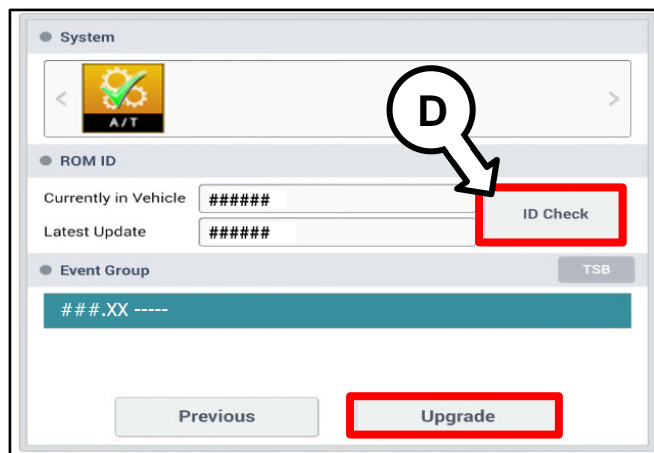 System
A/T
D
ROM ID
Currently in Vehicle ######
ID Check
Latest Update ######
Event Group TSB
###.XX -----
Previous Upgrade